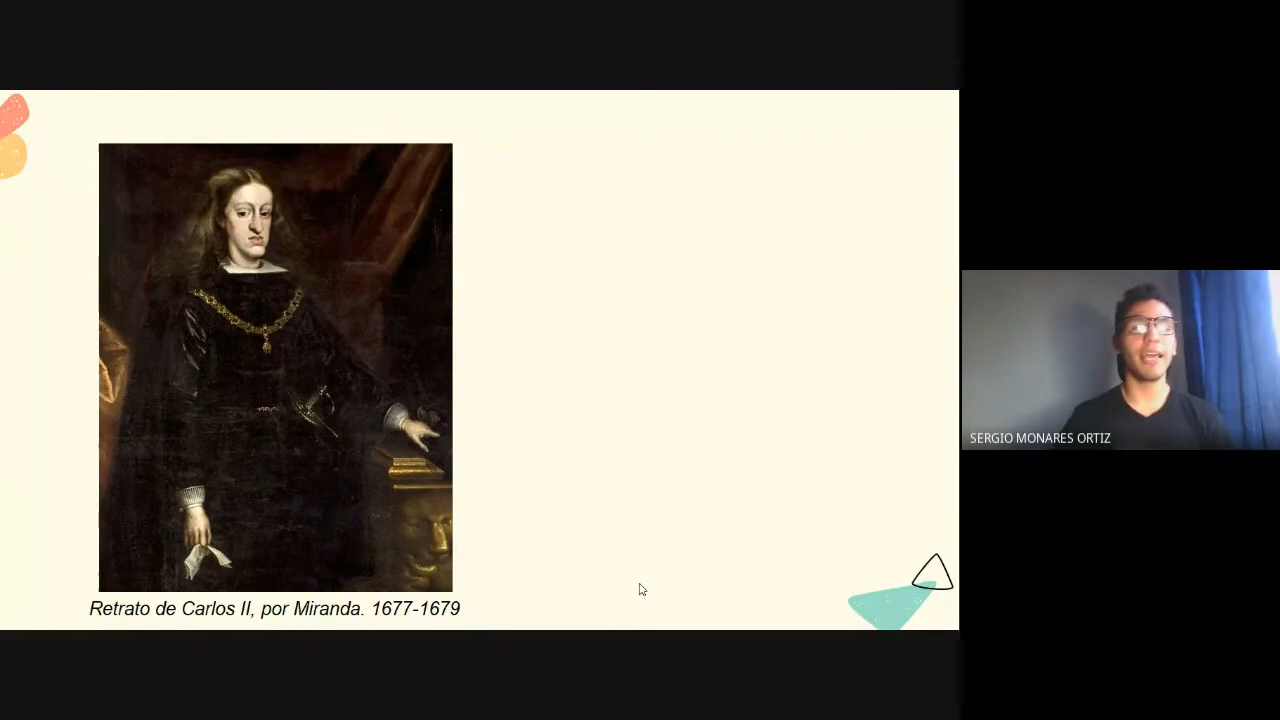 Retrato de Carlos II, por Miranda. 1677-1679
SERGIO MONARES ORTIZ